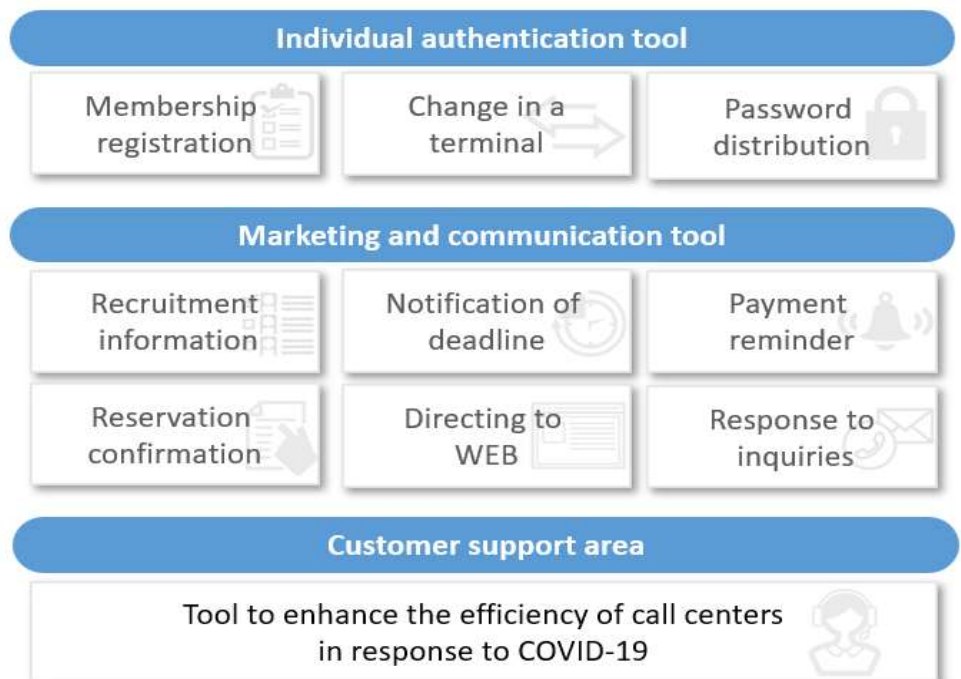 Individual authentication tool
Membership
registration
Change in a
terminal
Password
distribution
Marketing and communication tool
Recruitment
information
Notification of
deadline
Payment
reminder
Reservation
confirmation
Directing to
WEB
Response to
inquiries
Customer support area
Tool to enhance the efficiency of call centers
in response to COVID-19